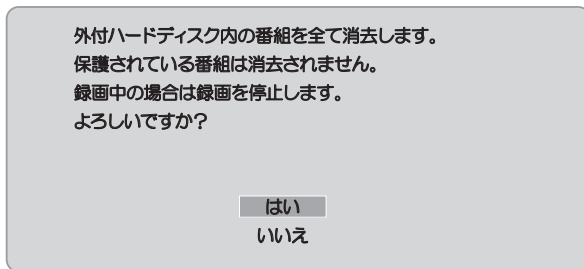 外付ハードディスク内の番組を全て消去します。
保護されている番組は消去されません。
録画中の場合は録画を停止します。
よろしいですか?
はい
いいえ